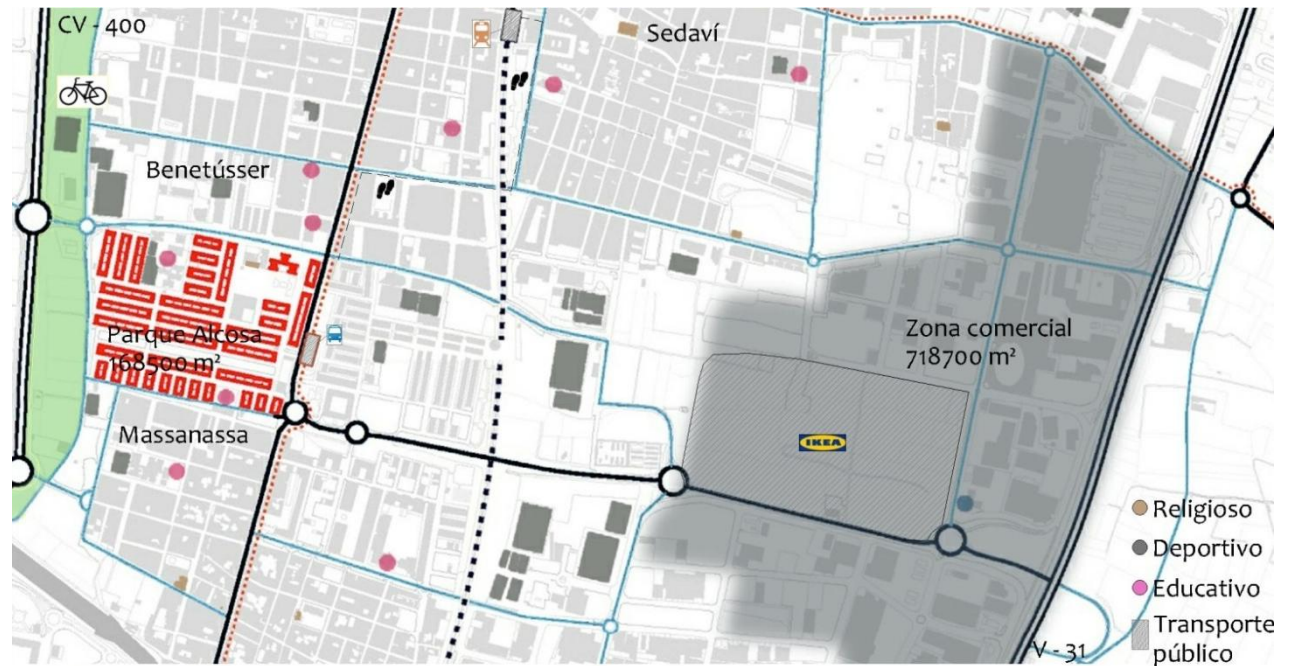 CV - 400
Sedaví
Benetússer
Parque Alcosa
168500 m²
Zona comercial
718700 m²
Massanassa
IKEA
Religioso
Deportivo
Educativo
Transporte
público
V - 31